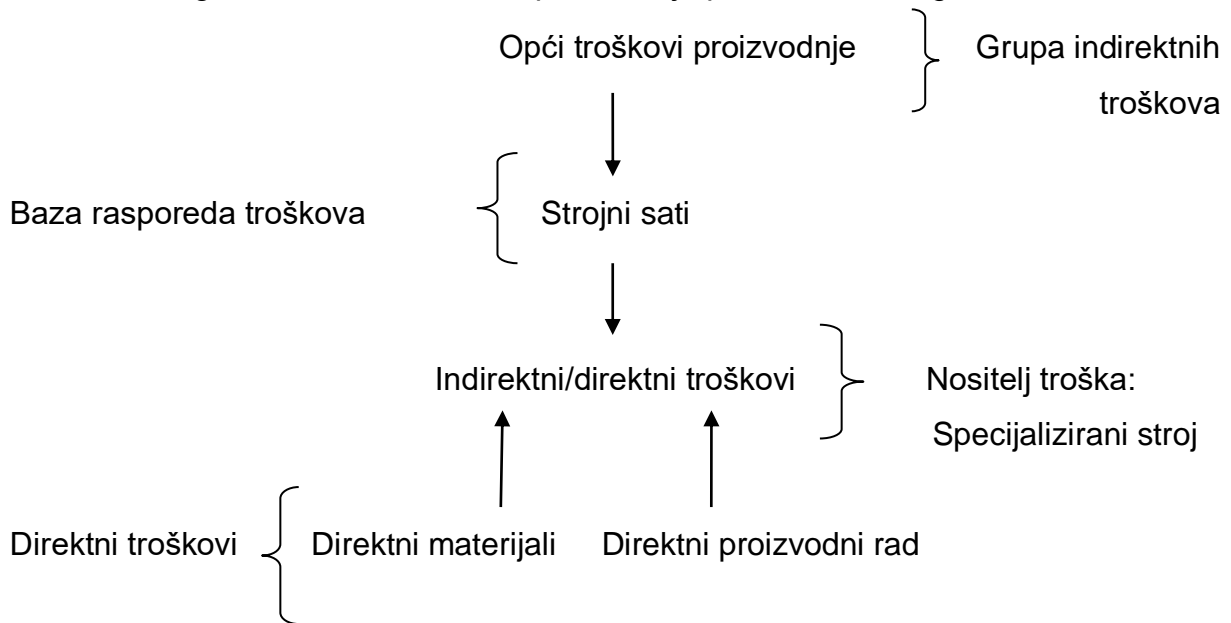 Opći troškovi proizvodnje
Grupa indirektnih
troškova
Baza rasporeda troškova
Strojni sati
Indirektni/direktni troškovi
Nositelj troška:
Specijalizirani stroj
Direktni troškovi
Direktni materijali
Direktni proizvodni rad